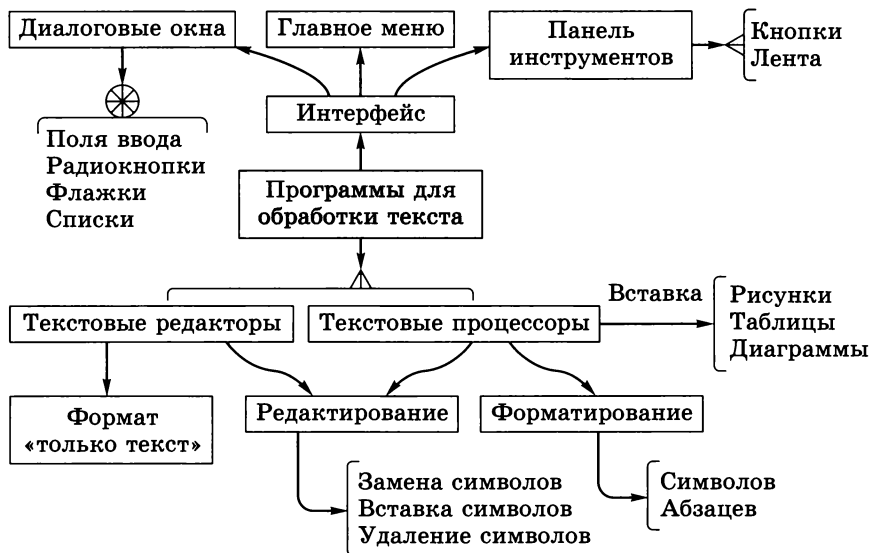 Диалоговые окна
Главное меню
Панель
инструментов
Кнопки
Лента
Интерфейс
Поля ввода
Радиокнопки
Флажки
Списки
Программы для
обработки текста
Текстовые редакторы
Текстовые процессоры
Вставка
Рисунки
Таблицы
Диаграммы
Формат
«только текст»
Редактирование
Форматирование
Замена символов
Вставка символов
Удаление символов
Символов
Абзацев